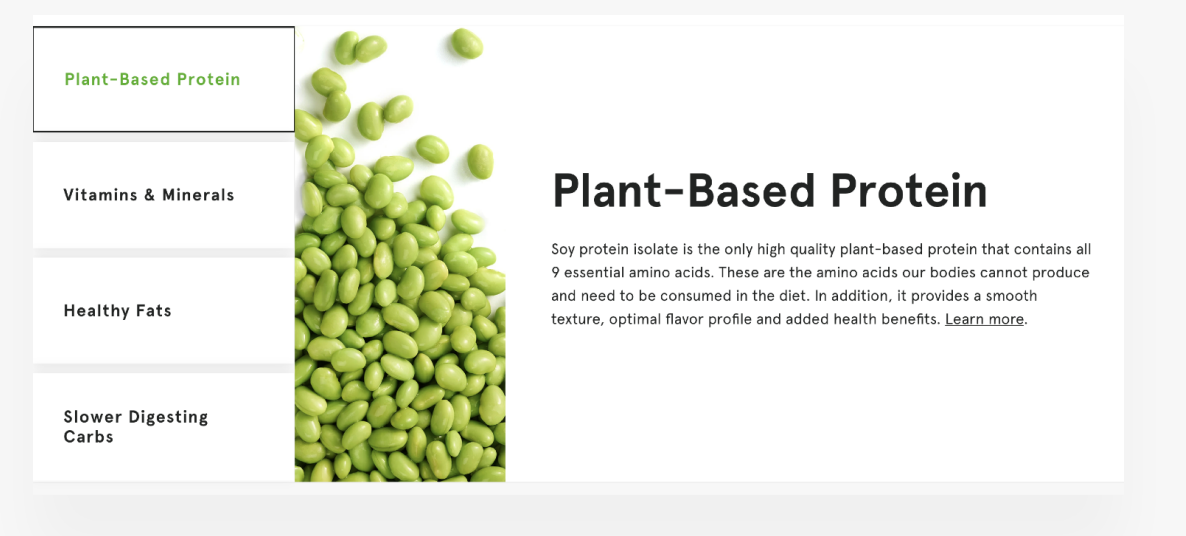 Plant-Based Protein
Vitamins & Minerals
Healthy Fats
Slower Digesting
Carbs
Plant-Based Protein
Soy protein isolate is the only high quality plant-based protein that contains all
9 essential amino acids. These are the amino acids our bodies cannot produce
and need to be consumed in the diet. In addition, it provides a smooth
texture, optimal flavor profile and added health benefits. Learn more.